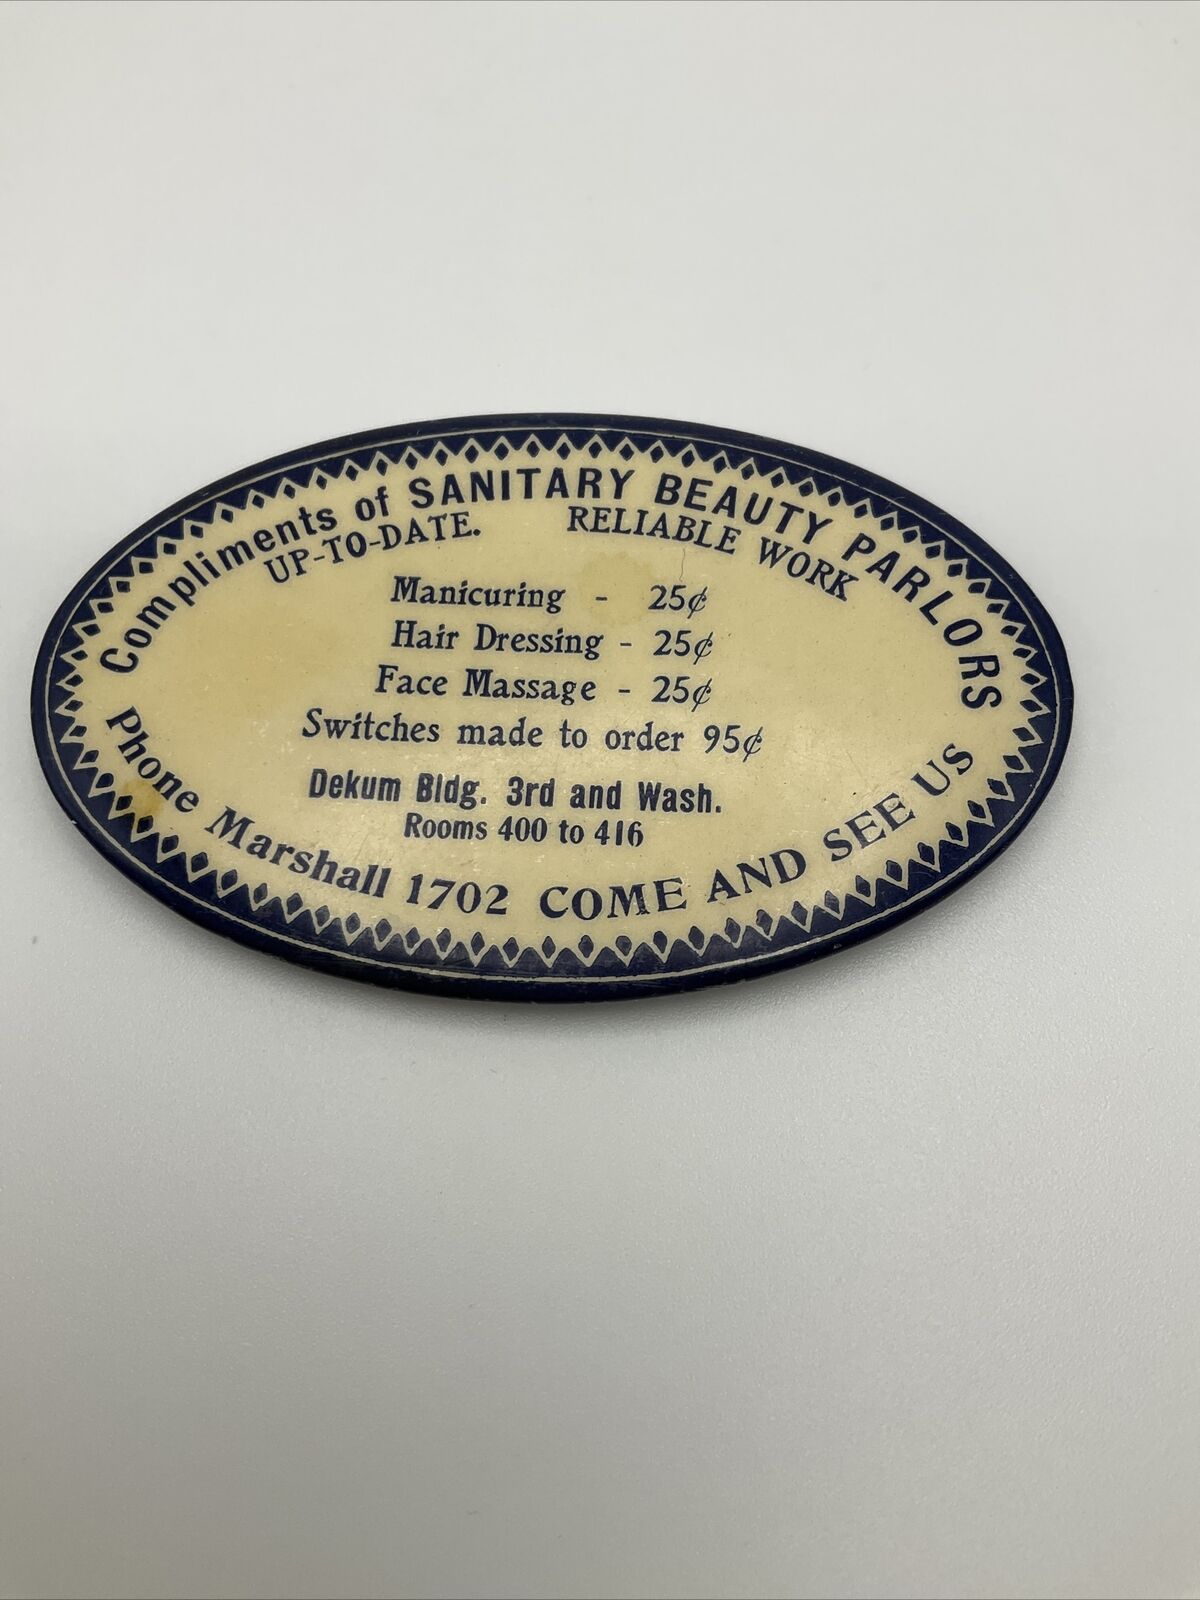 Compliments of SANITARY BEAUTY PARLORS
UP-TO-DATE. RELIABLE WORK
Manicuring - 25¢
Hair Dressing - 25¢
Face Massage - 25¢
Switches made to order 95¢
Dekum Bldg. 3rd and Wash.
Rooms 400 to 416
Phone Marshall 1702 COME AND SEE US